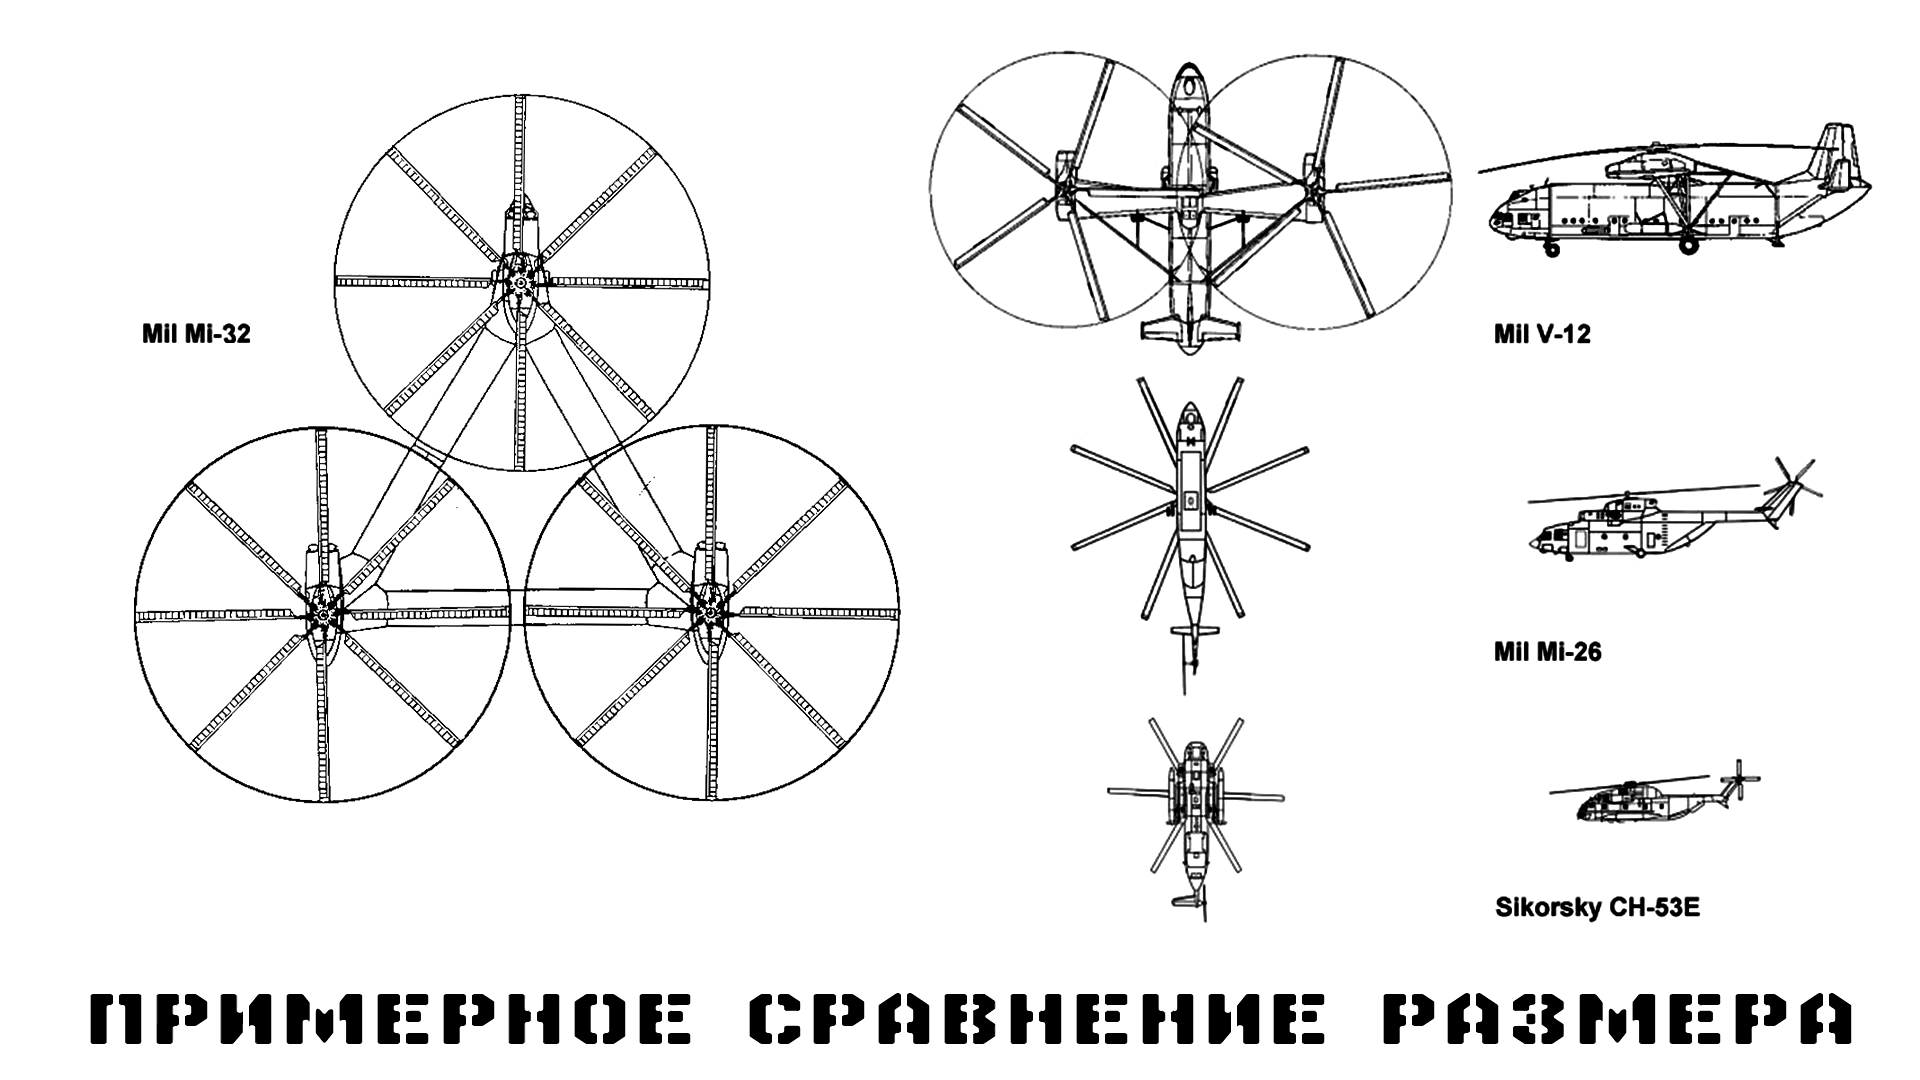 Mil Mi-32
Mil V-12
Mil Mi-26
Sikorsky CH-53E
ПРИМЕРНОЕ СРАВНЕНИЕ РАЗМЕРА